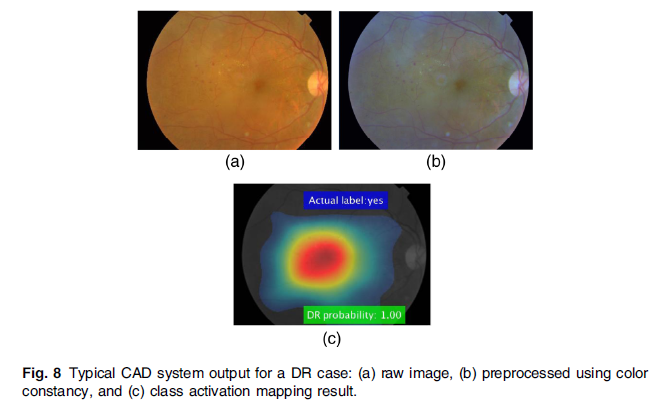 (a)
(b)
Actual label:yes
DR probability: 1.00
(c)
Fig. 8 Typical CAD system output for a DR case: (a) raw image, (b) preprocessed using color
constancy, and (c) class activation mapping result.